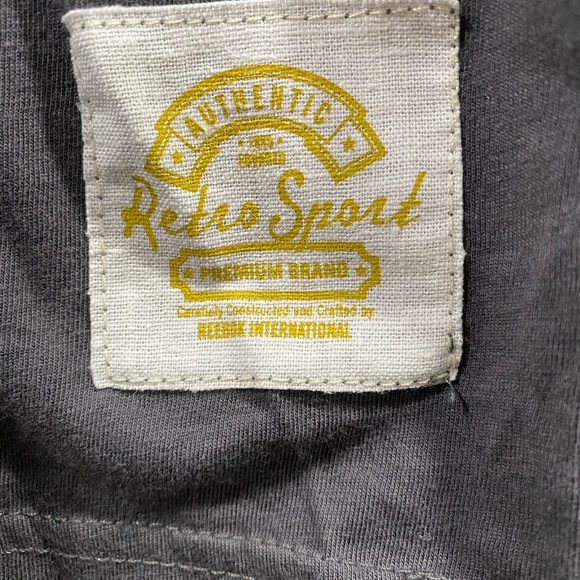 AUTHENTIC
Retro Sport
PREMIUM BRAND
Carefully Constructed and Crafted by
REEBOK INTERNATIONAL